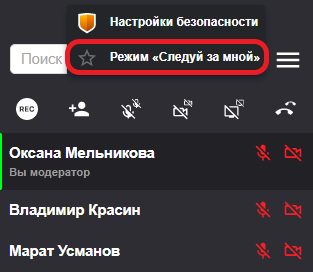 Настройки безопасности
Поиск
Режим «Следуй за мной»
REC
Оксана Мельникова
Вы модератор
Владимир Красин
Марат Усманов